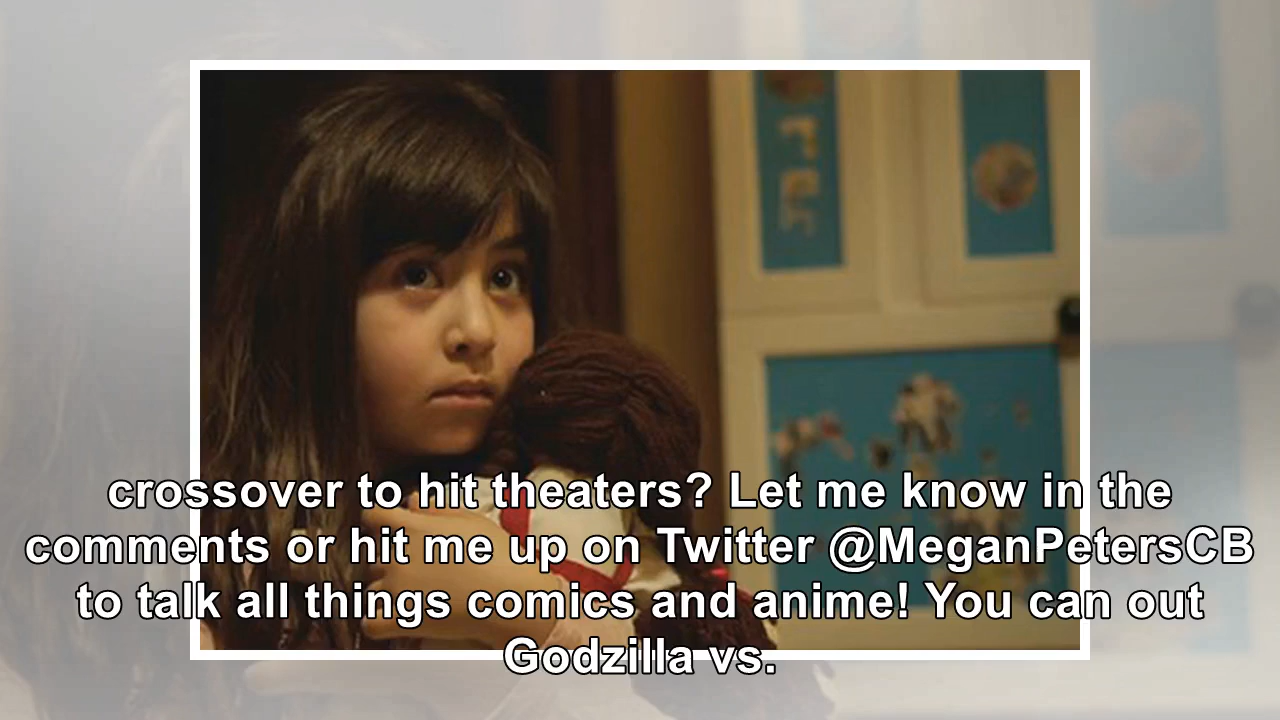 crossover to hit theaters? Let me know in the
comments or hit me up on Twitter @MeganPetersCB
to talk all things comics and anime! You can out
Godzilla vs.